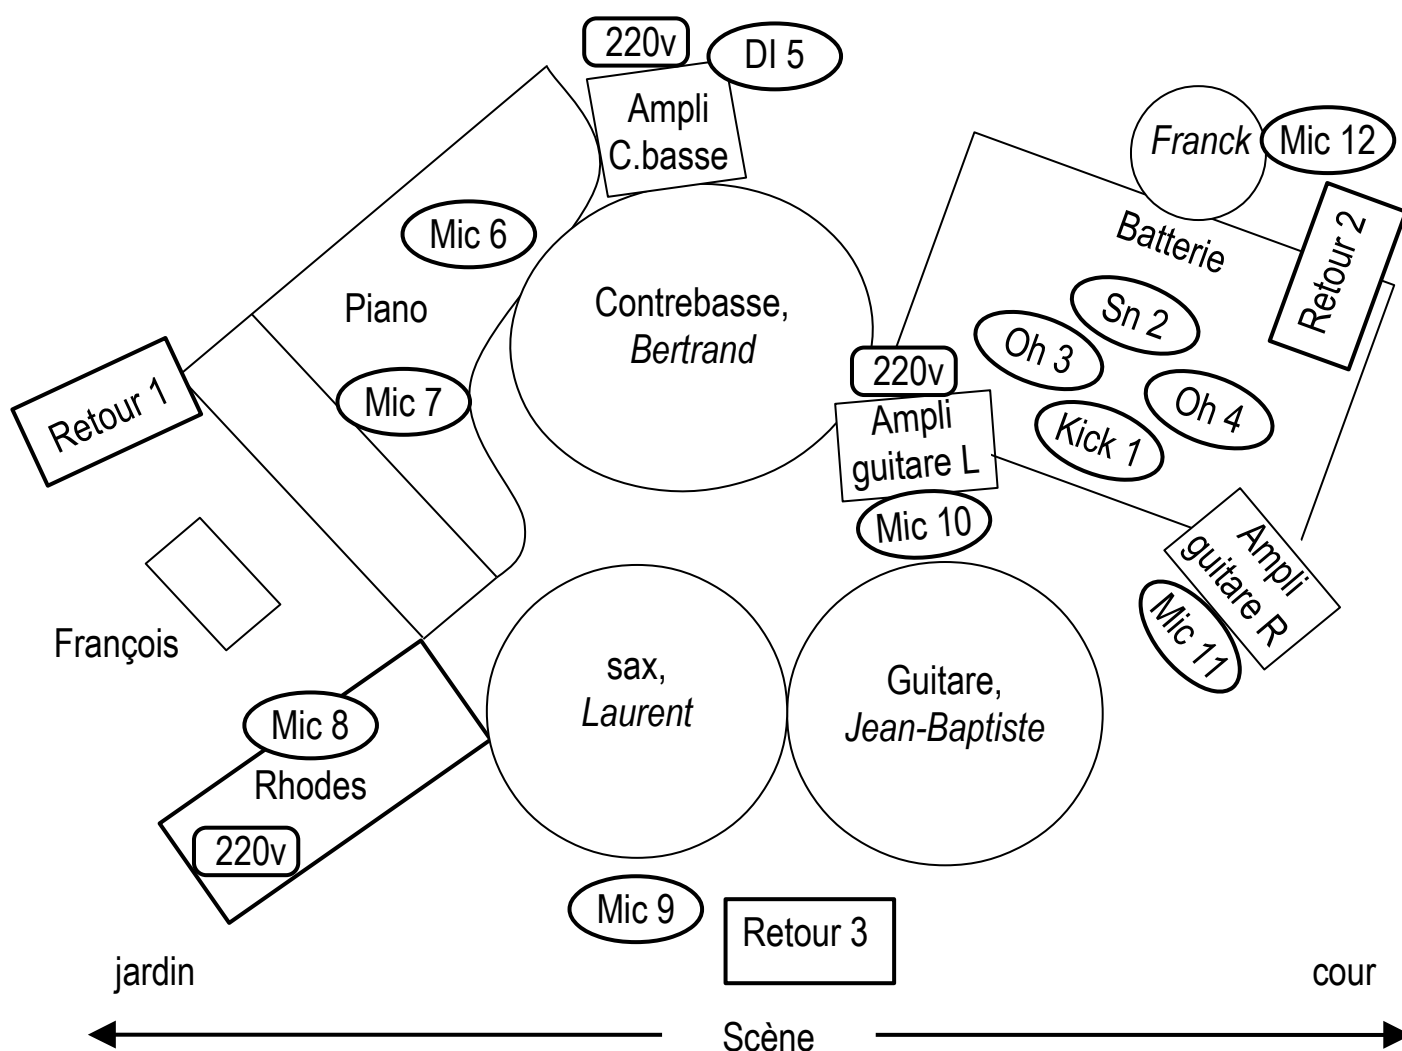 220v
DI 5
Ampli
C.basse
Franck
Mic 12
Mic 6
Batterie
Retour 2
Piano
Contrebasse,
Bertrand
Sn 2
Oh 3
220v
Retour 1
Mic 7
Oh 4
Ampli
guitare L
Kick 1
Mic 10
Ampli
guitare R
Mic 11
François
sax,
Laurent
Guitare,
Jean-Baptiste
Mic 8
Rhodes
220v
Mic 9
Retour 3
jardin
cour
Scène